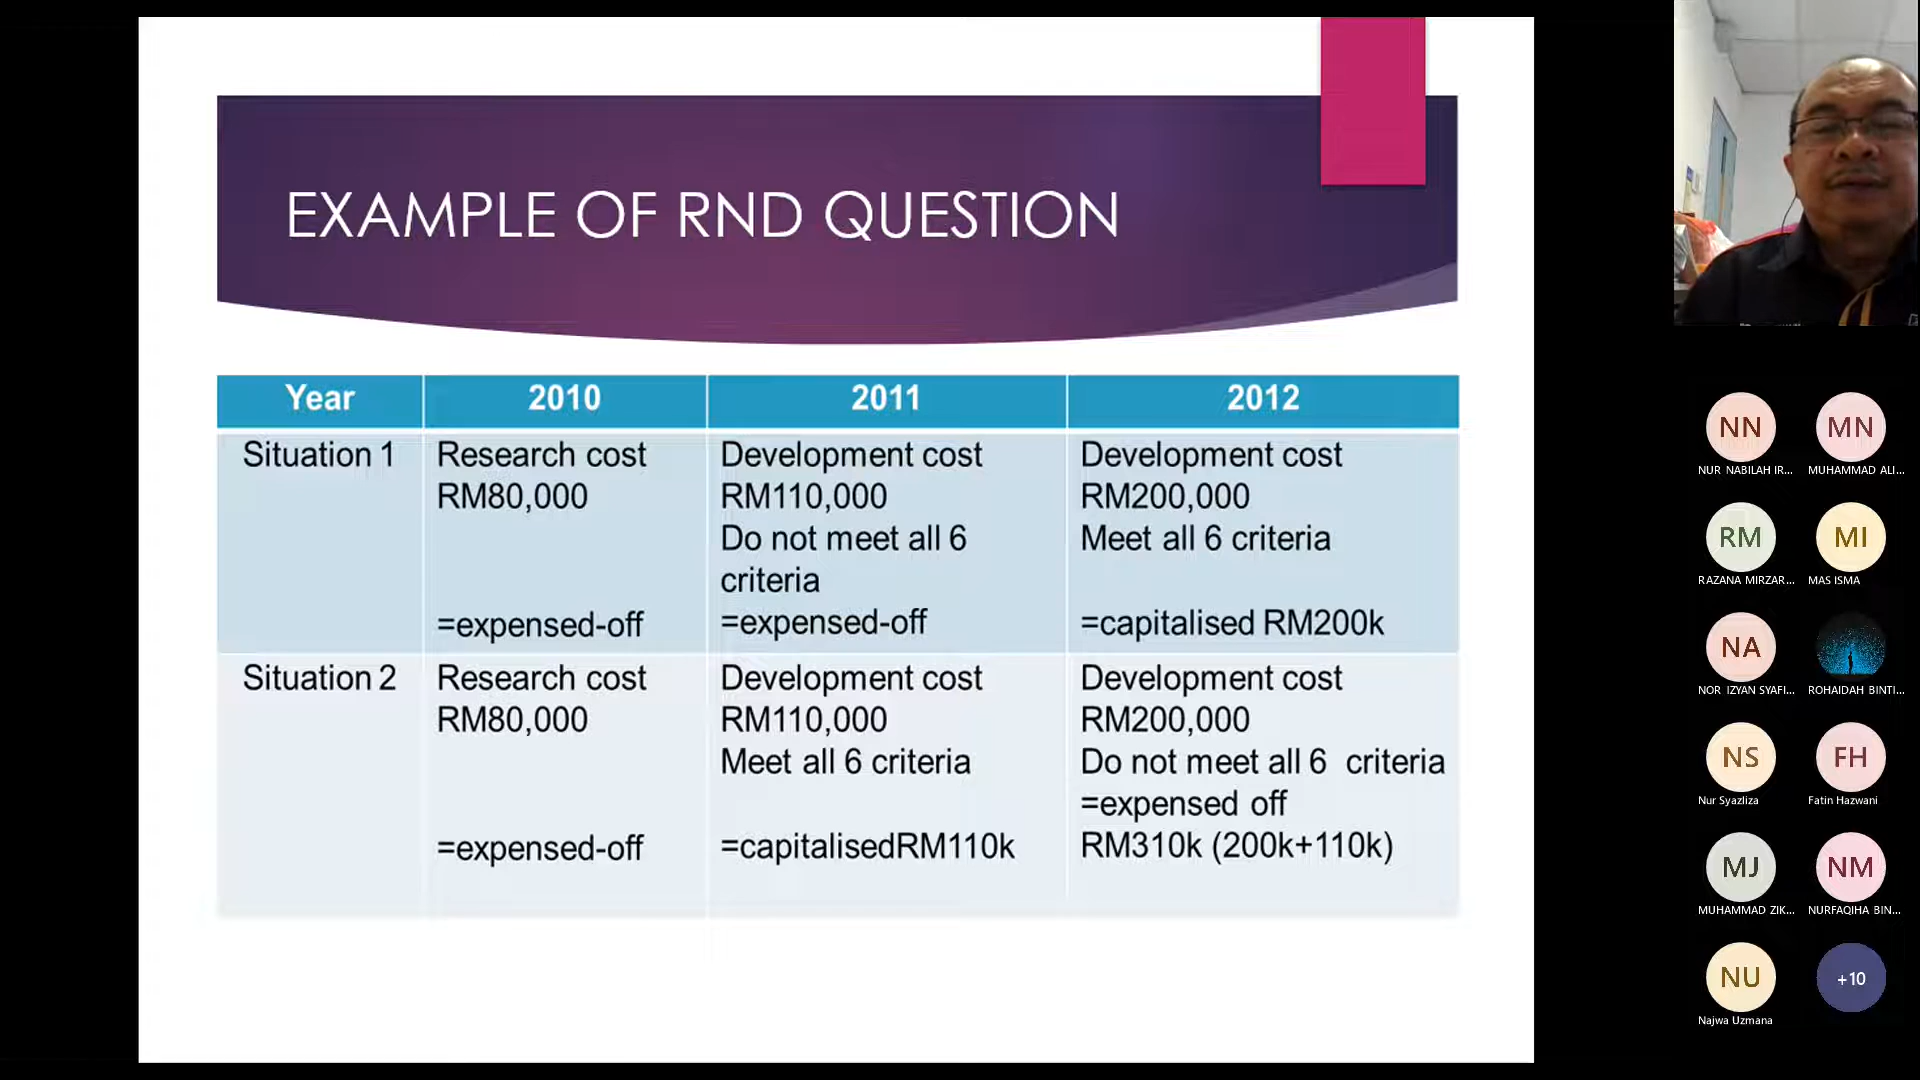 EXAMPLE OF RND QUESTION
Year 2010 2011 2012
Situation 1
Research cost
RM80,000
=expensed-off
Development cost
RM110,000
Do not meet all 6
criteria
=expensed-off
Development cost
RM200,000
Meet all 6 criteria
=capitalised RM200k
Situation 2
Research cost
RM80,000
=expensed-off
Development cost
RM110,000
Meet all 6 criteria
=capitalisedRM110k
Development cost
RM200,000
Do not meet all 6  criteria
=expensed off
RM310k (200k+110k)
NN
NUR NABILAH IR...
MN
MUHAMMAD ALI...
RM
RAZANA MIRZAR...
MI
MAS ISMA
NA
NOR IZYAN SYAFI...
ROHAIDAH BINTI...
NS
Nur Syazliza
FH
Fatin Hazwani
MJ
MUHAMMAD ZIK...
NM
NURFAQIHA BIN...
NU
Najwa Uzmana
+10